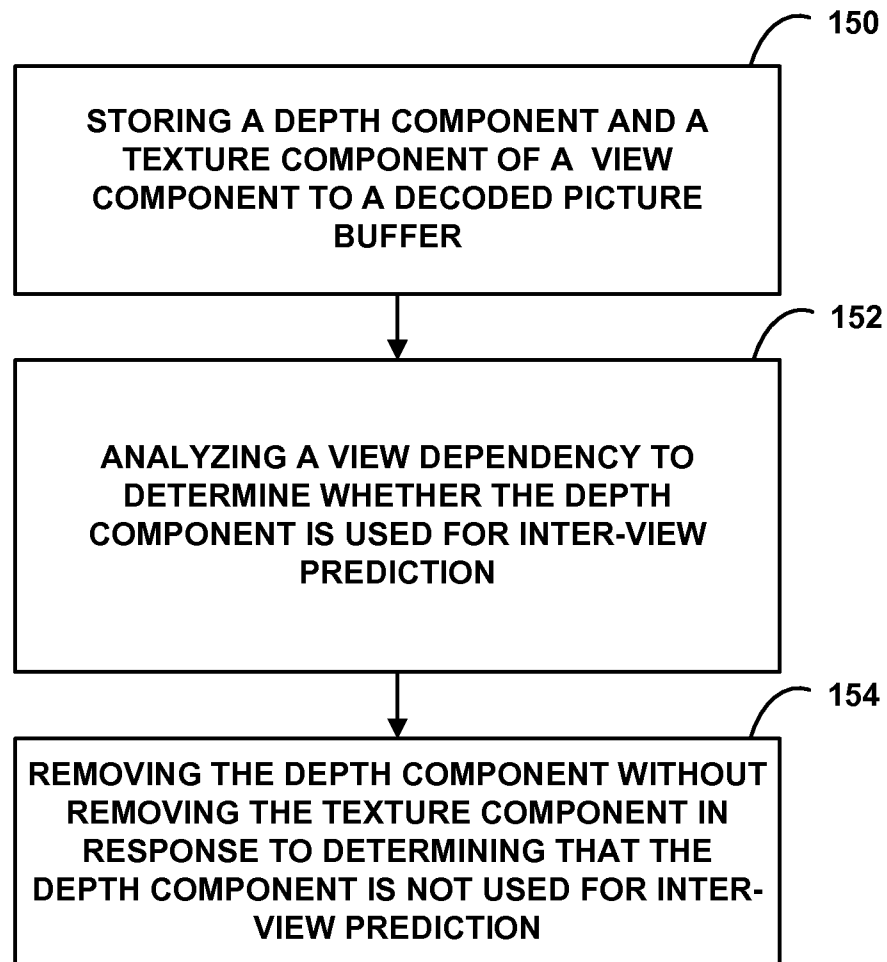 150
STORING A DEPTH COMPONENT AND A
TEXTURE COMPONENT OF A VIEW
COMPONENT TO A DECODED PICTURE
BUFFER
152
ANALYZING A VIEW DEPENDENCY TO
DETERMINE WHETHER THE DEPTH
COMPONENT IS USED FOR INTER-VIEW
PREDICTION
154
REMOVING THE DEPTH COMPONENT WITHOUT
REMOVING THE TEXTURE COMPONENT IN
RESPONSE TO DETERMINING THAT THE
DEPTH COMPONENT IS NOT USED FOR INTER-
VIEW PREDICTION